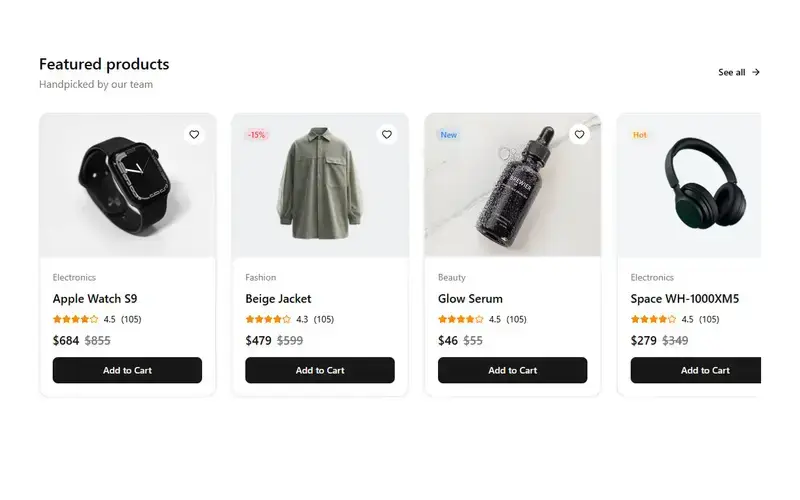 Featured products
Handpicked by our team
See all
Electronics
Apple Watch S9
4.5 (105)
$684 $855
Add to Cart
-15%
Fashion
Beige Jacket
4.3 (105)
$479 $599
Add to Cart
New
Beauty
Glow Serum
4.5 (105)
$46 $55
Add to Cart
Hot
Electronics
Space WH-1000XM5
4.5 (105)
$279 $349
Add to Cart